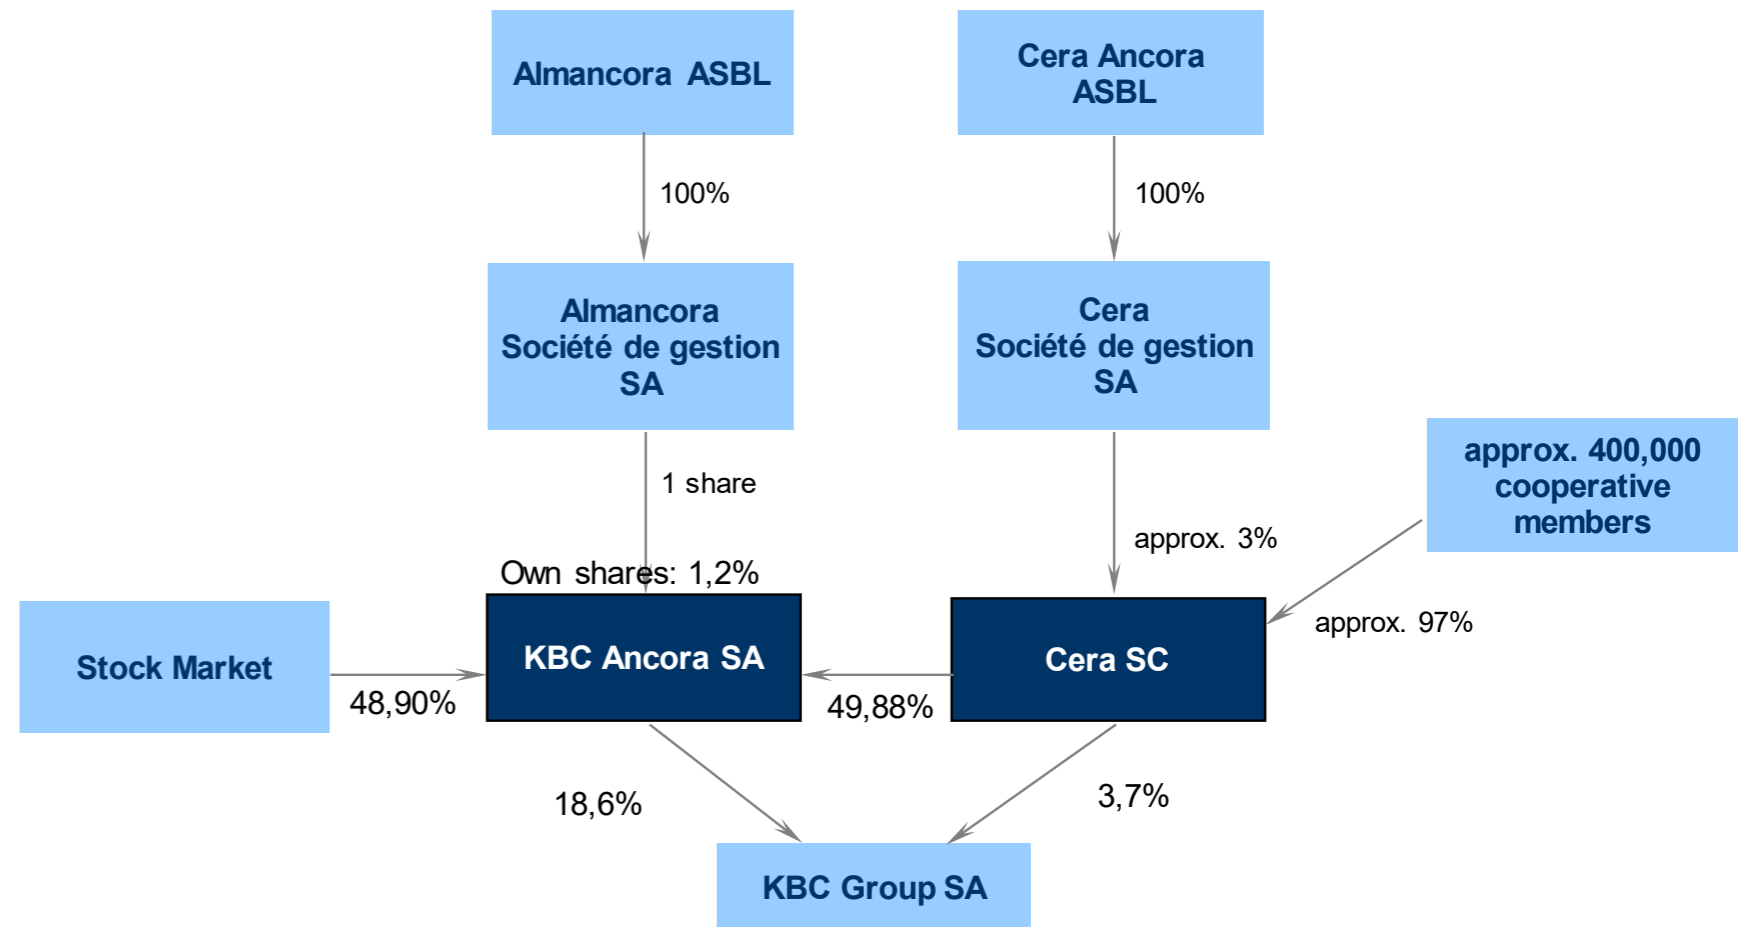 Almancora ASBL
Cera Ancora
ASBL
100%
100%
Almancora
Société de gestion
SA
Cera
Société de gestion
SA
approx. 400,000
cooperative
members
1 share
approx. 3%
Own shares: 1,2%
approx. 97%
Stock Market
KBC Ancora SA
Cera SC
48,90%
49,88%
18,6%
3,7%
KBC Group SA